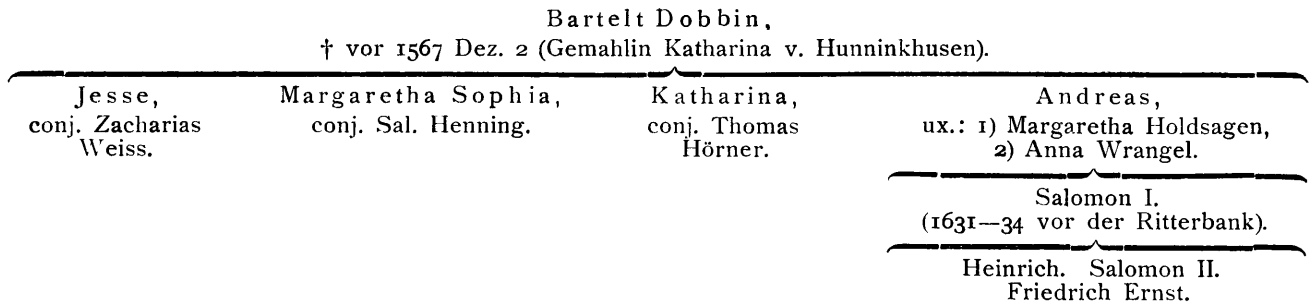 Bartelt Dobbin,
† vor 1567 Dez. 2 (Gemahlin Katharina v. Hunninkhusen).
Jesse,
conj. Zacharias
Weiss.
Margaretha Sophia,
conj. Sal. Henning.
Katharina,
conj. Thomas
Hörner.
Andreas,
ux.: 1) Margaretha Holdsagen,
2) Anna Wrangel.
Salomon I.
(1631—34 vor der Ritterbank).
Heinrich. Salomon II.
Friedrich Ernst.